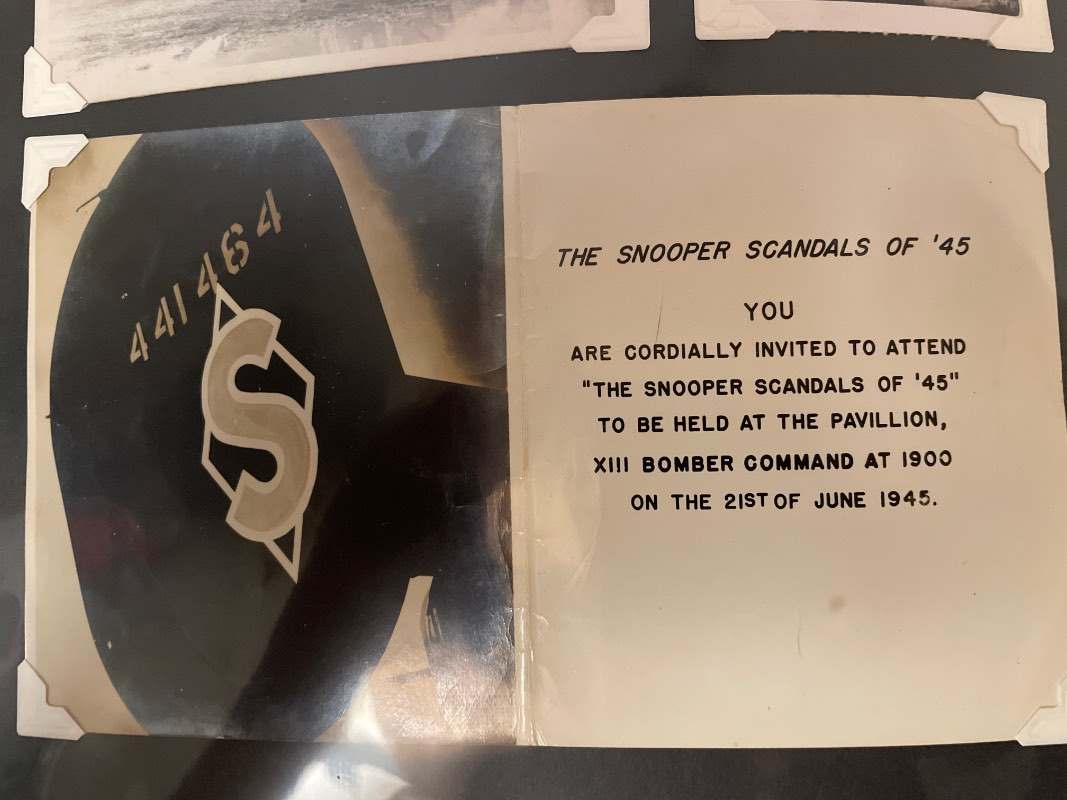 441464
S
THE SNOOPER SCANDALS OF '45
YOU
ARE CORDIALLY INVITED TO ATTEND
"THE SNOOPER SCANDALS OF '45"
TO BE HELD AT THE PAVILLION,
XIII BOMBER COMMAND AT 1900
ON THE 21ST OF JUNE 1945.